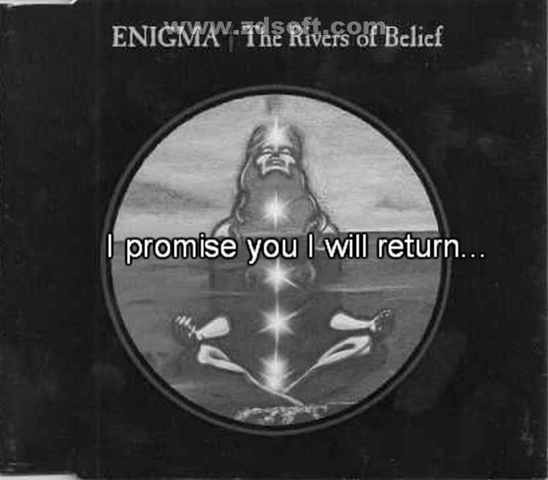 www.zdsoft.com
ENIGMA | The Rivers of Belief
I promise you I will return...